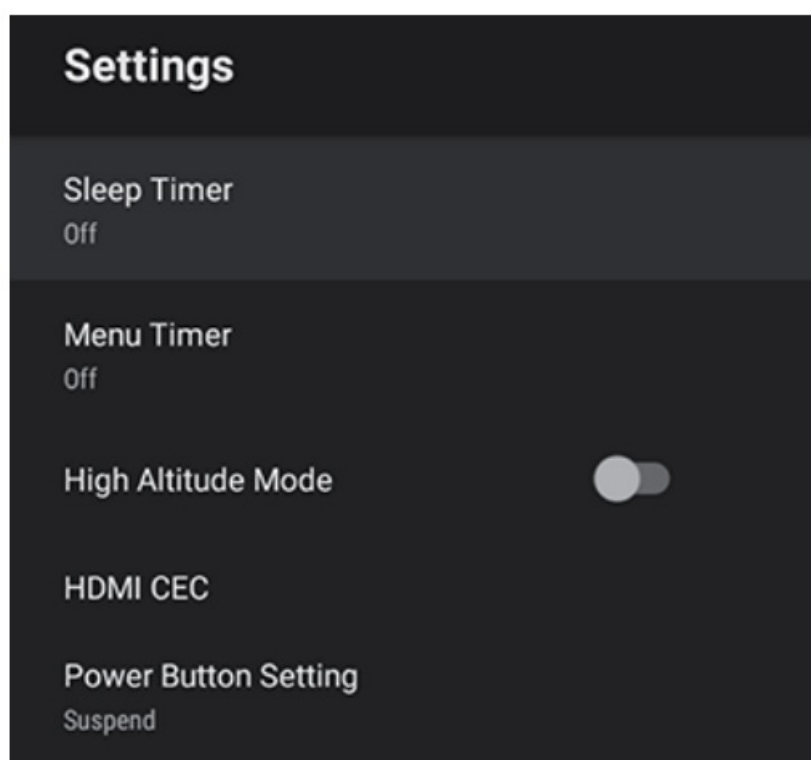 Settings
Sleep Timer
Off
Menu Timer
Off
High Altitude Mode
HDMI CEC
Power Button Setting
Suspend